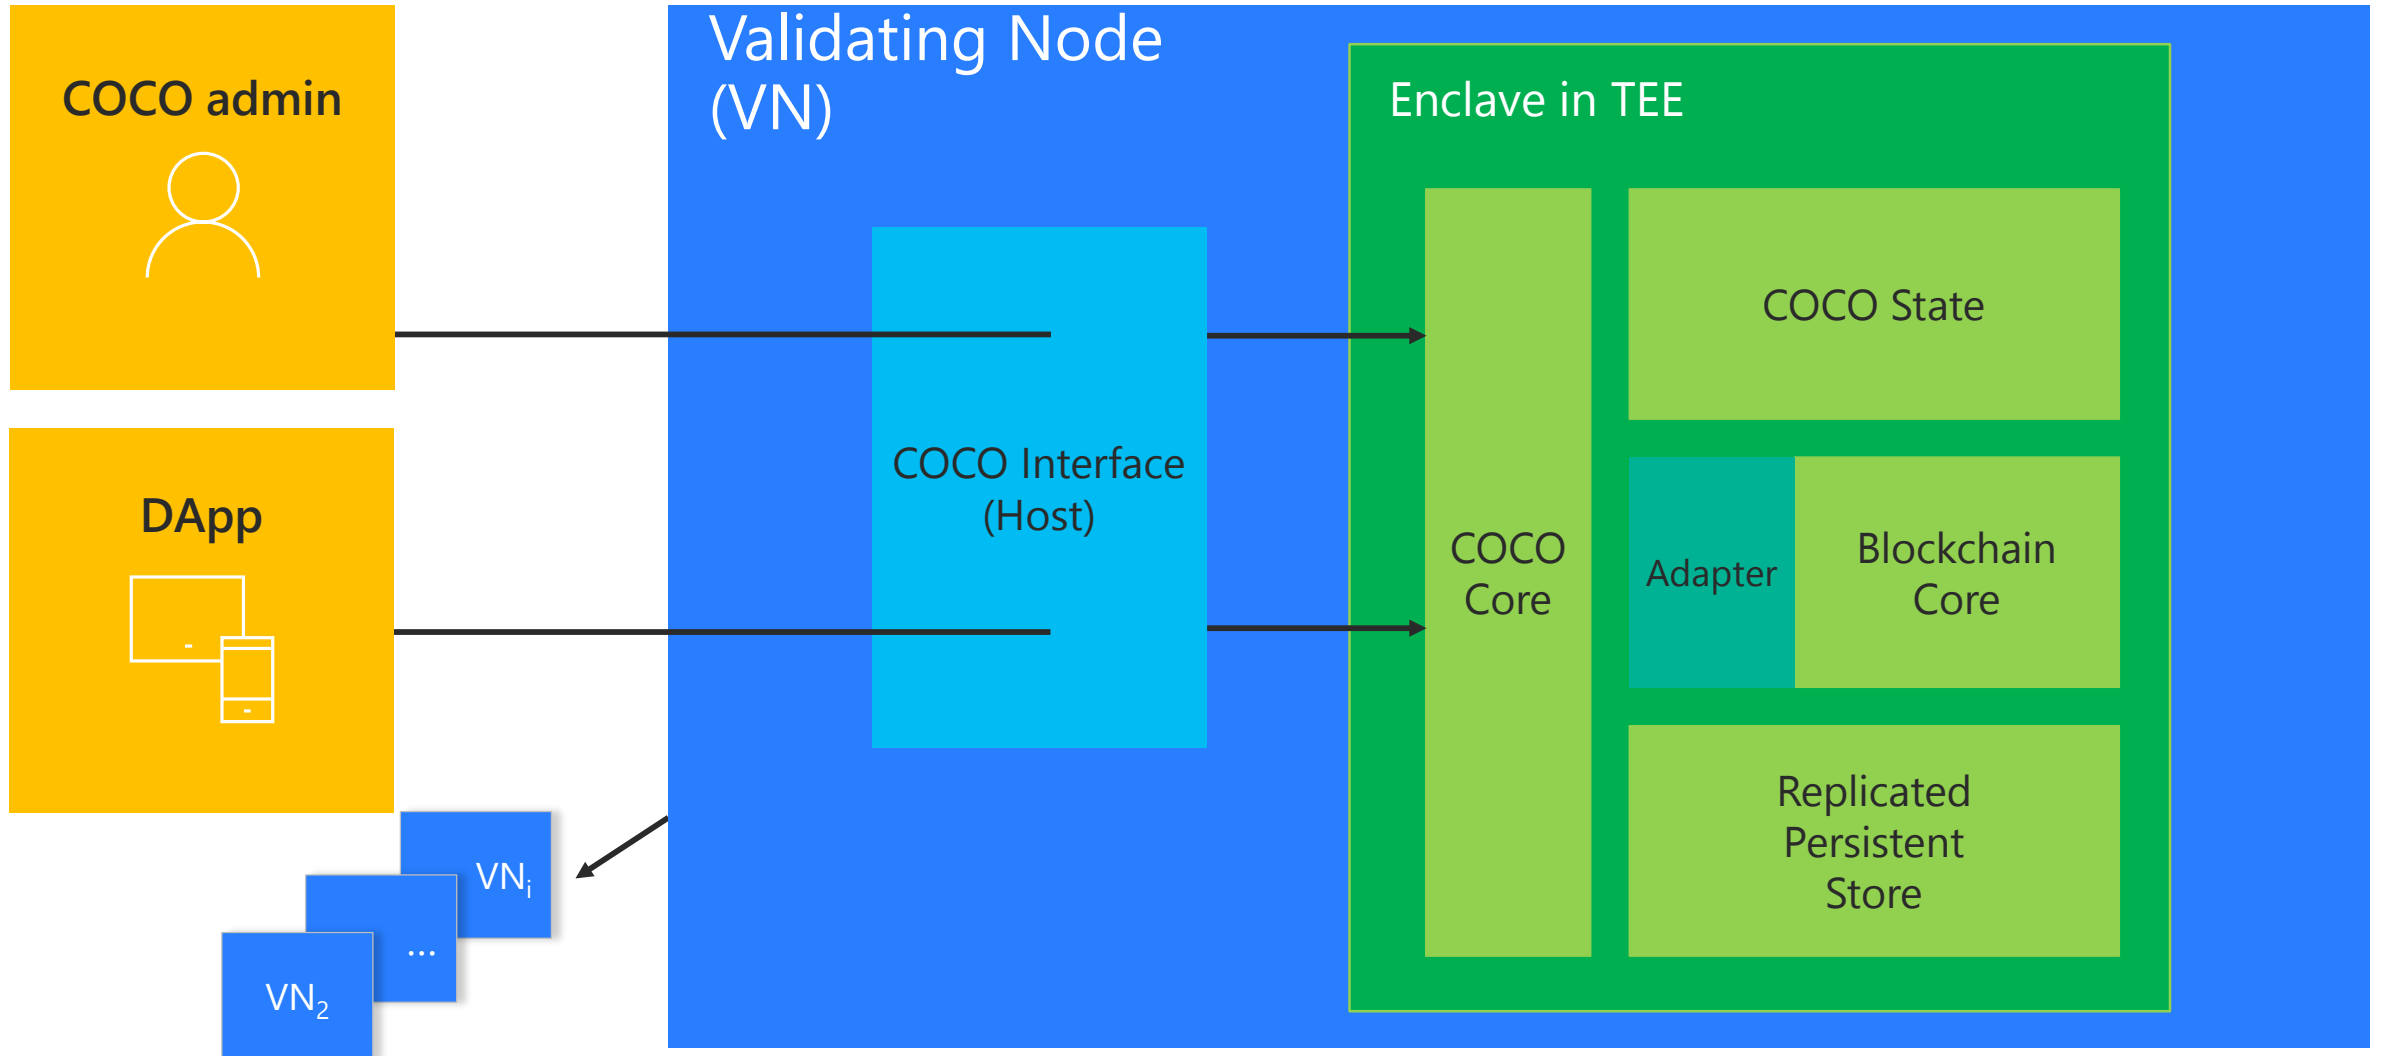 COCO admin
DApp
Validating Node
(VN)
COCO Interface
(Host)
Enclave in TEE
COCO
Core
COCO State
Adapter
Blockchain
Core
Replicated
Persistent
Store
VNi
...
VN2